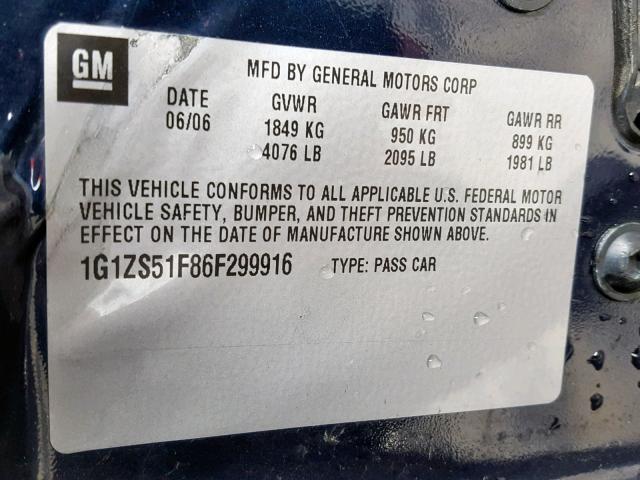 GM
MFD BY GENERAL MOTORS CORP
DATE GVWR GAWR FRT GAWR RR
06/06 1849 KG 950 KG 899 KG
4076 LB 2095 LB 1981 LB
THIS VEHICLE CONFORMS TO ALL APPLICABLE U.S. FEDERAL MOTOR
VEHICLE SAFETY, BUMPER, AND THEFT PREVENTION STANDARDS IN
EFFECT ON THE DATE OF MANUFACTURE SHOWN ABOVE.
1G1ZS51F86F299916 TYPE: PASS CAR